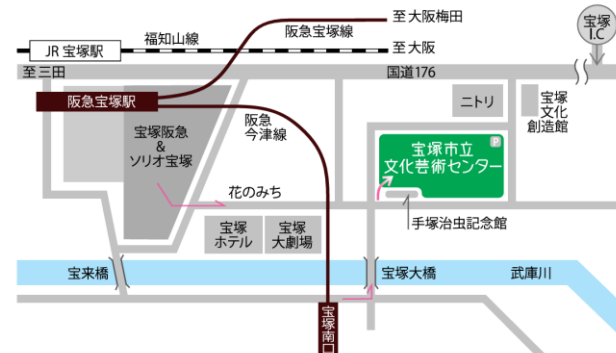 阪急宝塚線
至大阪梅田
宝塚
I.C
福知山線
JR 宝塚駅
至大阪
至三田
国道176
阪急宝塚駅
ニトリ
宝塚
文化
創造館
阪急
今津線
宝塚阪急
&
ソリオ宝塚
P
宝塚市立
文化芸術センター
花のみち
手塚治虫記念館
宝塚
ホテル
宝塚
大劇場
宝来橋
宝塚大橋
武庫川
宝塚南口